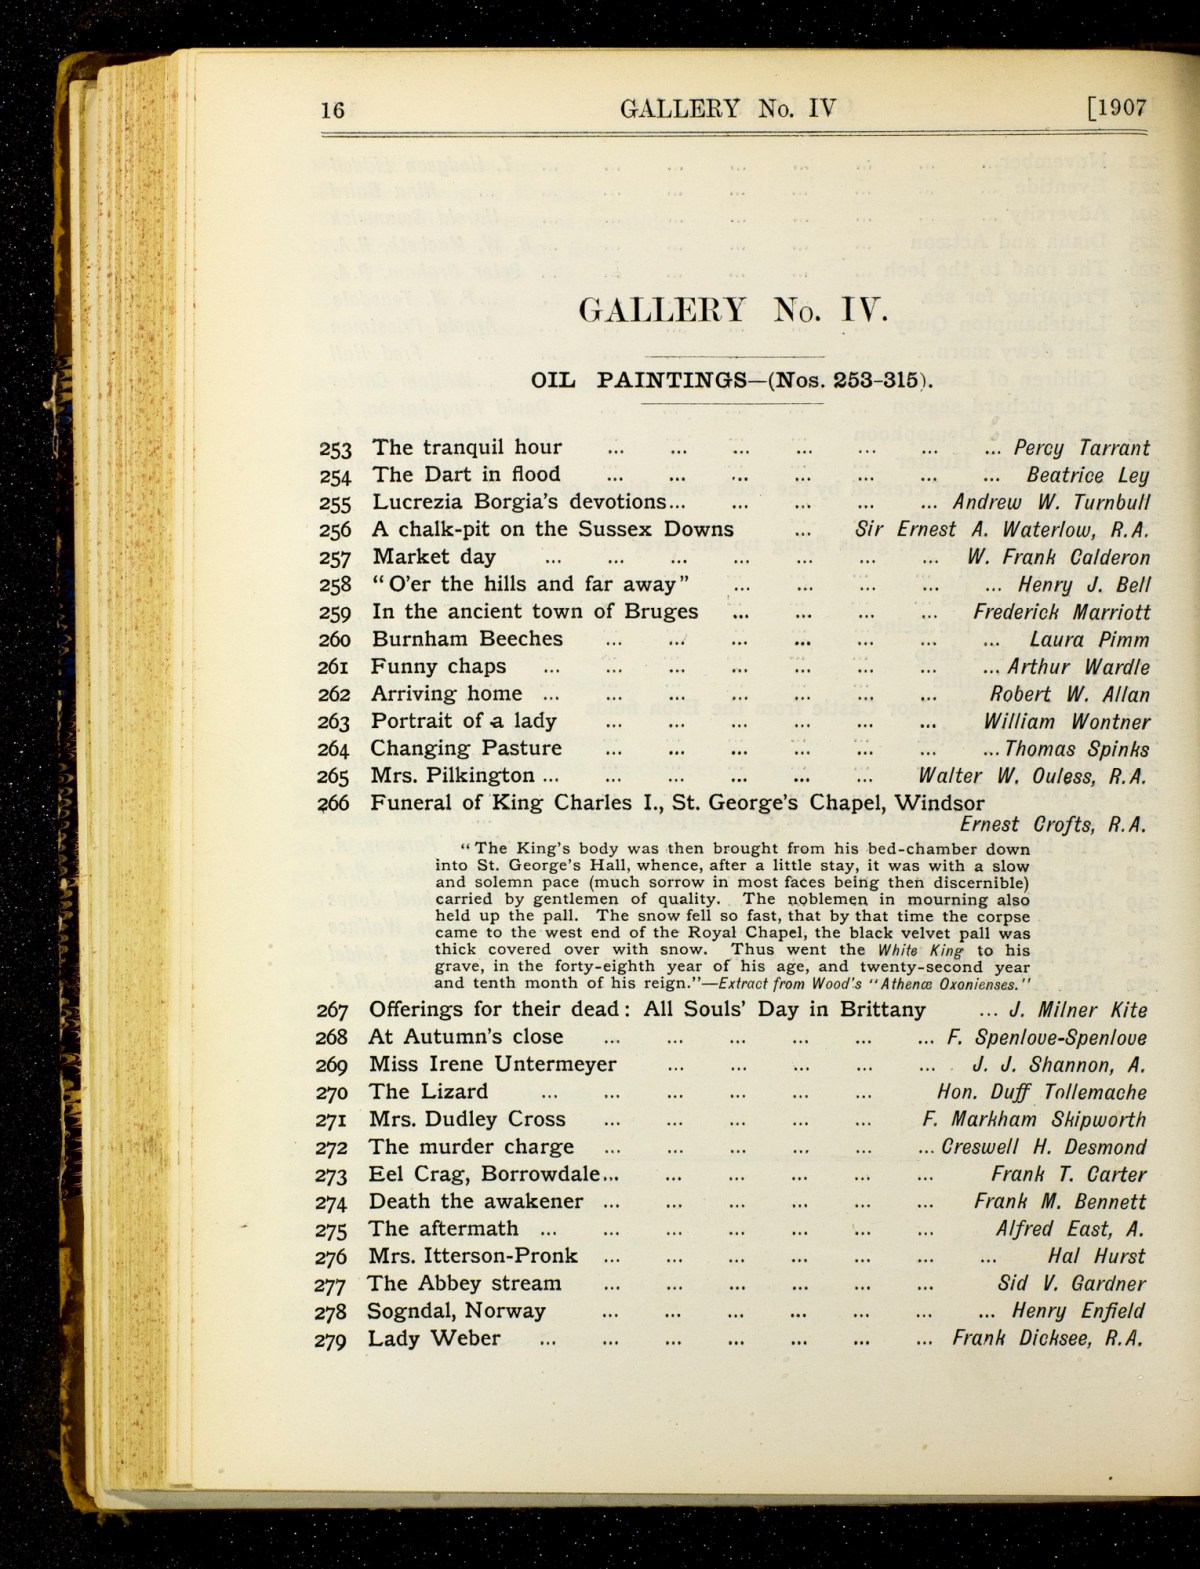 16 GALLERY No. IV [1907
GALLERY No. IV.
OIL PAINTINGS—(Nos. 253-315).
253 The tranquil hour ... ... ... ... ... ... ... Percy Tarrant
254 The Dart in flood ... ... ... ... ... ... ... Beatrice Ley
255 Lucrezia Borgia's devotions... ... ... ... ... Andrew W. Turnbull
256 A chalk-pit on the Sussex Downs ... Sir Ernest A. Waterlow, R.A.
257 Market day ... ... ... ... ... ... ... W. Frank Calderon
258 "O'er the hills and far away" ... ... ... ... ... Henry J. Bell
259 In the ancient town of Bruges ... ... ... ... Frederick Marriott
260 Burnham Beeches ... ... ... ... ... ... ... Laura Pimm
261 Funny chaps ... ... ... ... ... ... ... ... Arthur Wardle
262 Arriving home ... ... ... ... ... ... ... Robert W. Allan
263 Portrait of a lady ... ... ... ... ... ... William Wontner
264 Changing Pasture ... ... ... ... ... ... ... Thomas Spinks
265 Mrs. Pilkington ... ... ... ... ... ... Walter W. Ouless, R.A.
266 Funeral of King Charles I., St. George's Chapel, Windsor
Ernest Crofts, R.A.
"The King's body was then brought from his bed-chamber down
into St. George's Hall, whence, after a little stay, it was with a slow
and solemn pace (much sorrow in most faces being then discernible)
carried by gentlemen of quality. The noblemen in mourning also
held up the pall. The snow fell so fast, that by that time the corpse
came to the west end of the Royal Chapel, the black velvet pall was
thick covered over with snow. Thus went the White King to his
grave, in the forty-eighth year of his age, and twenty-second year
and tenth month of his reign."—Extract from Wood's "Athenæ Oxonienses."
267 Offerings for their dead: All Souls' Day in Brittany ... J. Milner Kite
268 At Autumn's close ... ... ... ... ... ... F. Spenlove-Spenlove
269 Miss Irene Untermeyer ... ... ... ... ... J. J. Shannon, A.
270 The Lizard ... ... ... ... ... ... Hon. Duff Tollemache
271 Mrs. Dudley Cross ... ... ... ... ... F. Markham Skipworth
272 The murder charge ... ... ... ... ... ... Creswell H. Desmond
273 Eel Crag, Borrowdale... ... ... ... ... ... Frank T. Carter
274 Death the awakener ... ... ... ... ... ... Frank M. Bennett
275 The aftermath ... ... ... ... ... ... ... Alfred East, A.
276 Mrs. Itterson-Pronk ... ... ... ... ... ... ... Hal Hurst
277 The Abbey stream ... ... ... ... ... ... Sid V. Gardner
278 Sogndal, Norway ... ... ... ... ... ... ... Henry Enfield
279 Lady Weber ... ... ... ... ... ... ... Frank Dicksee, R.A.